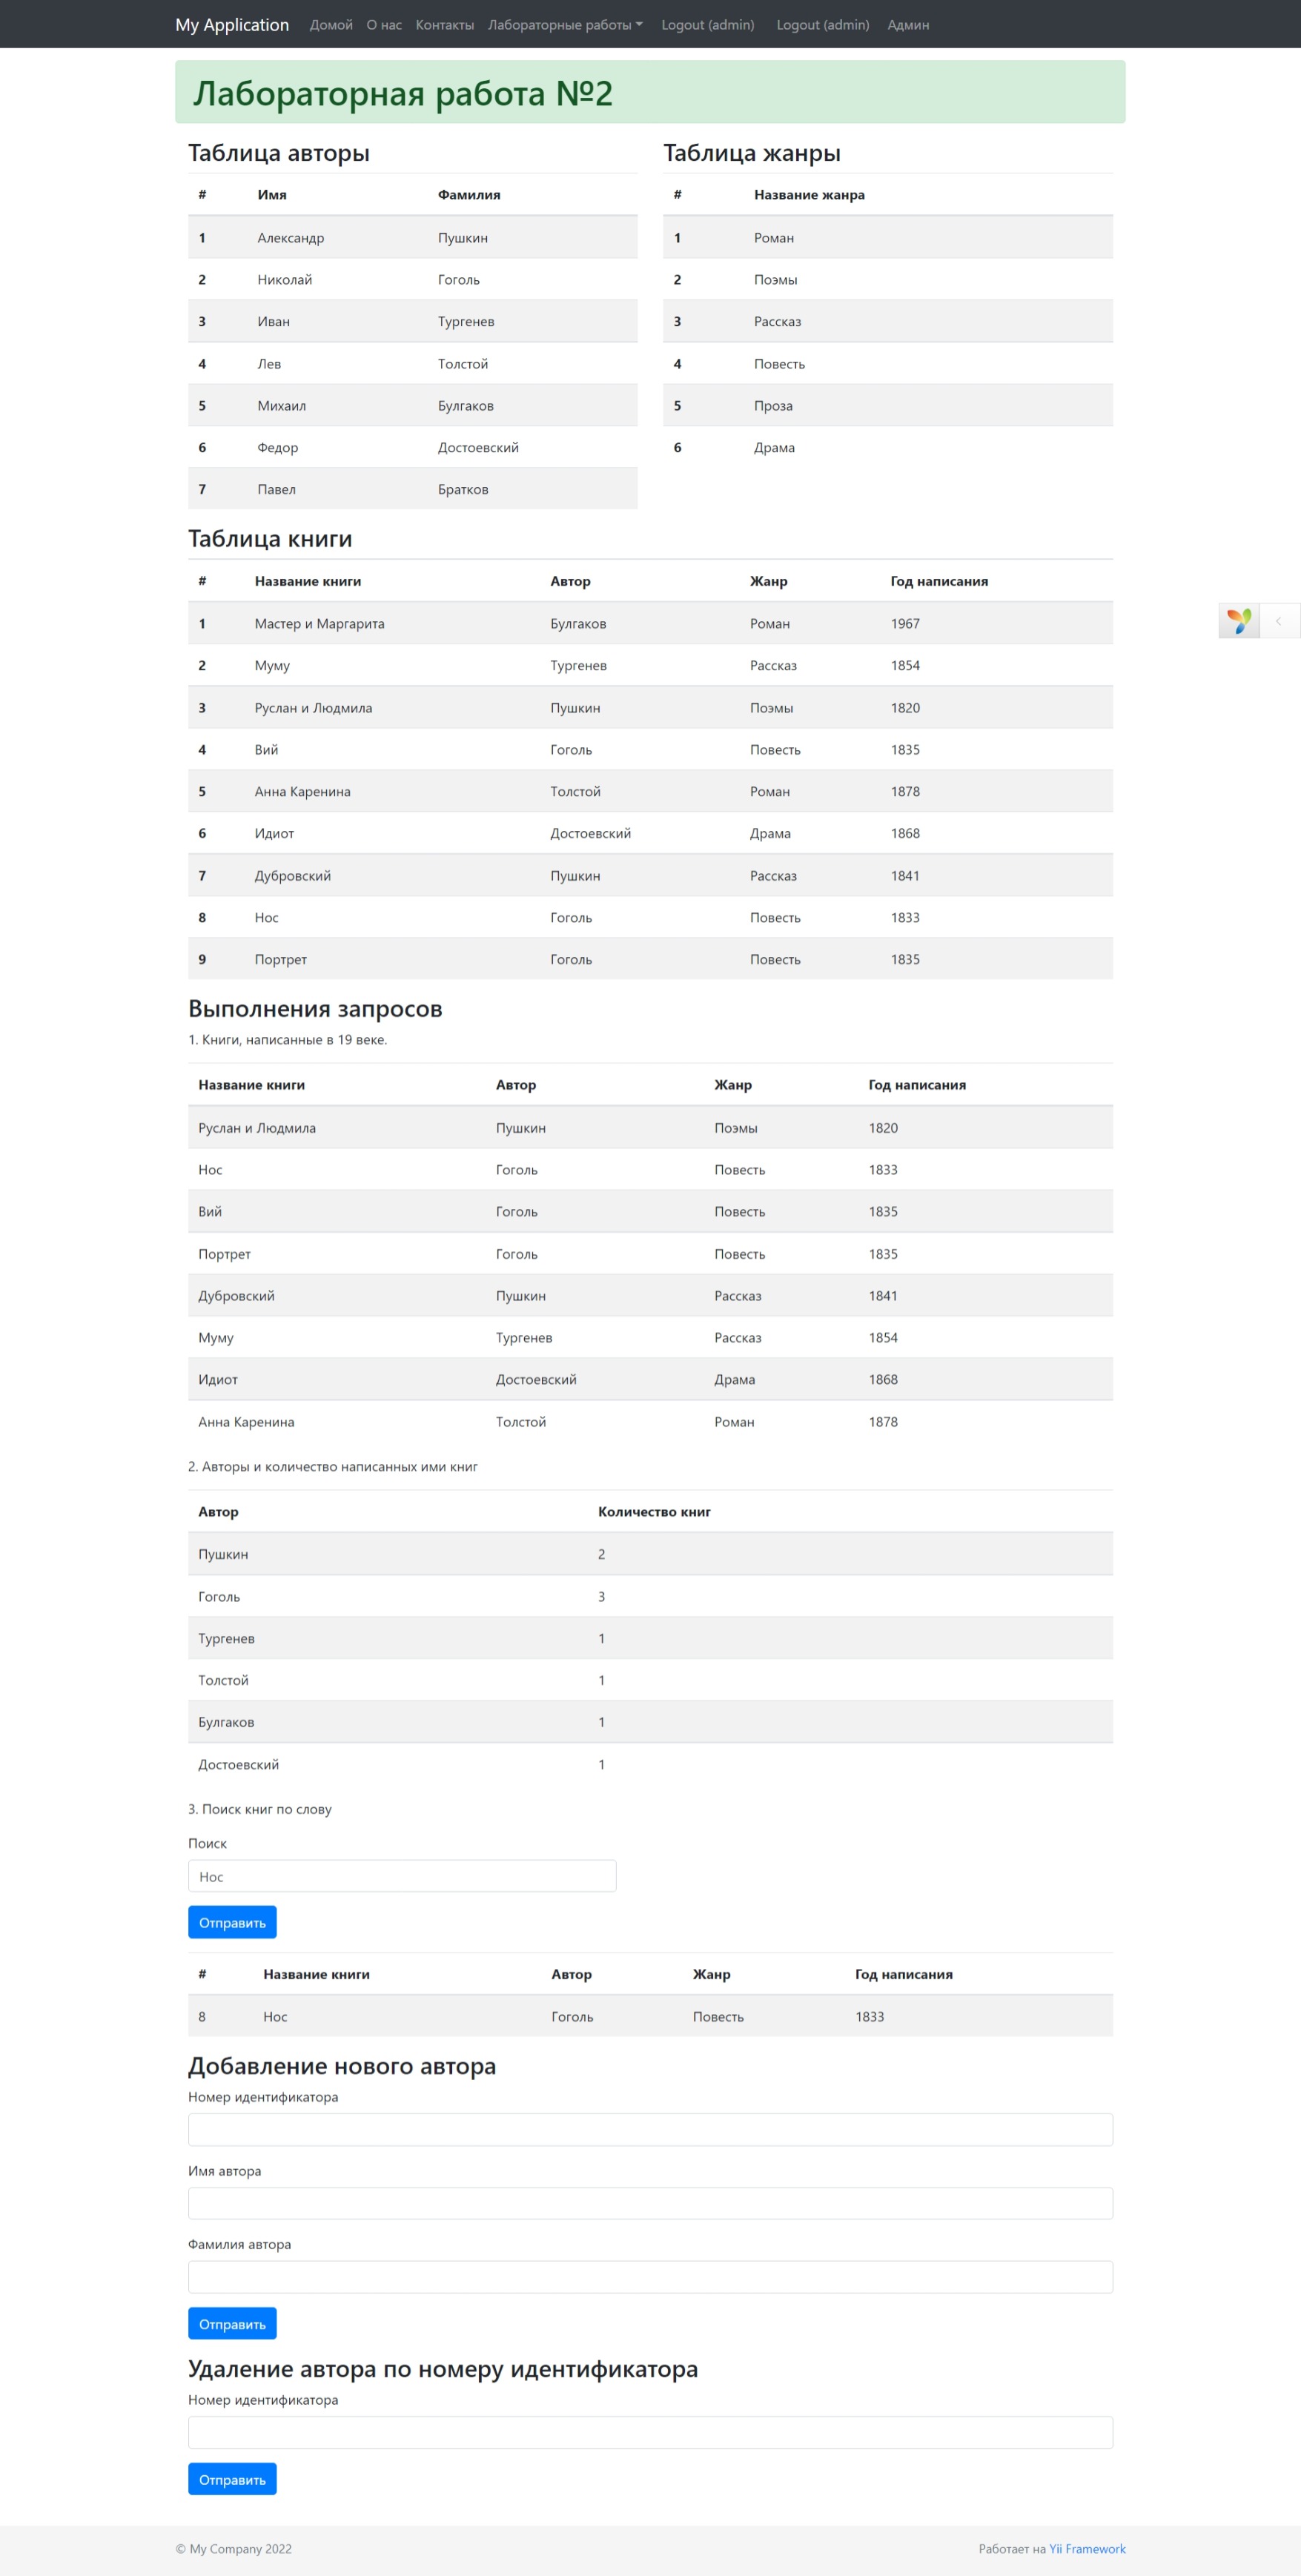 My Application Домой О нас Контакты Лабораторные работы Logout (admin) Logout (admin) Админ
Лабораторная работа №2
Таблица авторы
# Имя Фамилия
1 Александр Пушкин
2 Николай Гоголь
3 Иван Тургенев
4 Лев Толстой
5 Михаил Булгаков
6 Федор Достоевский
7 Павел Братков
Таблица жанры
# Название жанра
1 Роман
2 Поэмы
3 Рассказ
4 Повесть
5 Проза
6 Драма
Таблица книги
# Название книги Автор Жанр Год написания
1 Мастер и Маргарита Булгаков Роман 1967
2 Муму Тургенев Рассказ 1854
3 Руслан и Людмила Пушкин Поэмы 1820
4 Вий Гоголь Повесть 1835
5 Анна Каренина Толстой Роман 1878
6 Идиот Достоевский Драма 1868
7 Дубровский Пушкин Рассказ 1841
8 Нос Гоголь Повесть 1833
9 Портрет Гоголь Повесть 1835
Выполнения запросов
1. Книги, написанные в 19 веке.
Название книги Автор Жанр Год написания
Руслан и Людмила Пушкин Поэмы 1820
Нос Гоголь Повесть 1833
Вий Гоголь Повесть 1835
Портрет Гоголь Повесть 1835
Дубровский Пушкин Рассказ 1841
Муму Тургенев Рассказ 1854
Идиот Достоевский Драма 1868
Анна Каренина Толстой Роман 1878
2. Авторы и количество написанных ими книг
Автор Количество книг
Пушкин 2
Гоголь 3
Тургенев 1
Толстой 1
Булгаков 1
Достоевский 1
3. Поиск книг по слову
Поиск
Нос
Отправить
# Название книги Автор Жанр Год написания
8 Нос Гоголь Повесть 1833
Добавление нового автора
Номер идентификатора
Имя автора
Фамилия автора
Отправить
Удаление автора по номеру идентификатора
Номер идентификатора
Отправить
© My Company 2022 Работает на Yii Framework